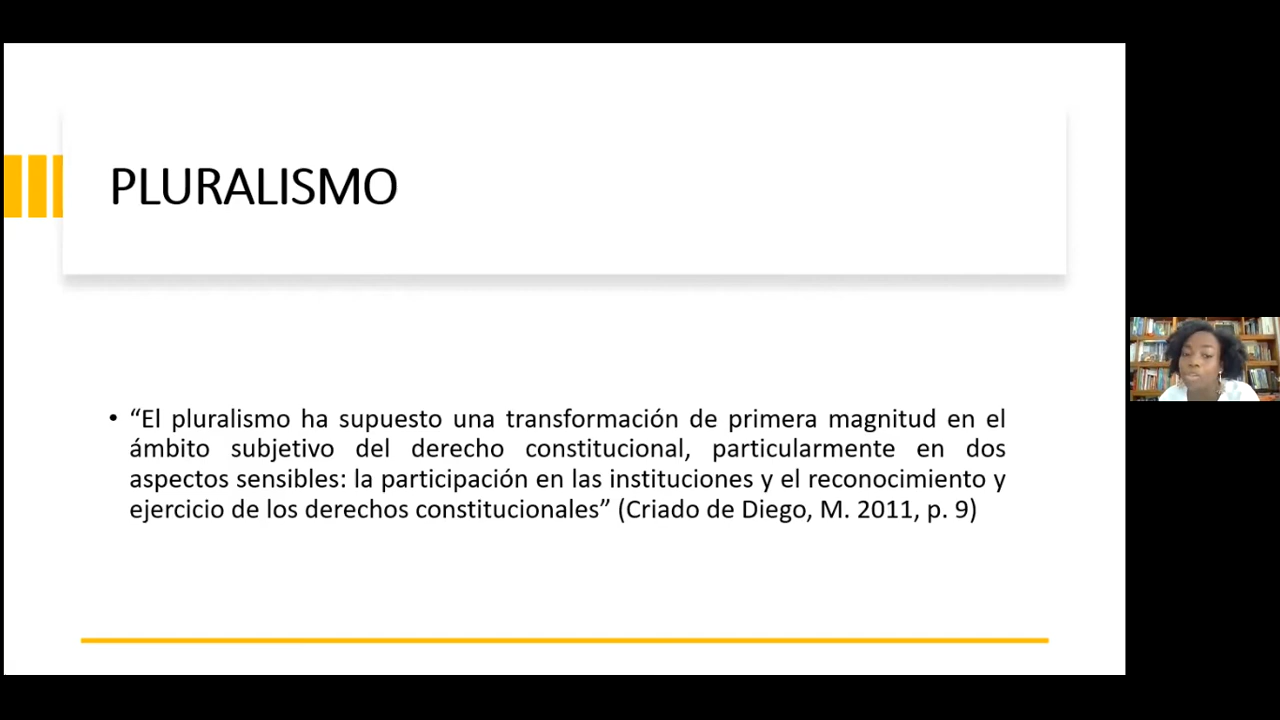 PLURALISMO
• “El pluralismo ha supuesto una transformación de primera magnitud en el
ámbito subjetivo del derecho constitucional, particularmente en dos
aspectos sensibles: la participación en las instituciones y el reconocimiento y
ejercicio de los derechos constitucionales” (Criado de Diego, M. 2011, p. 9)